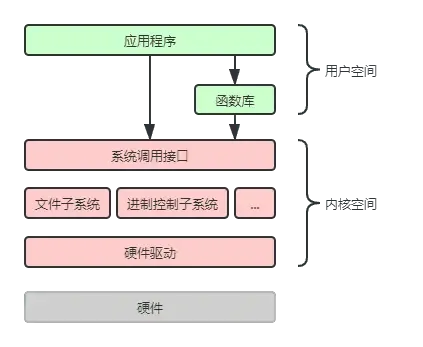 应用程序
用户空间
函数库
系统调用接口
文件子系统
进制控制子系统
...
内核空间
硬件驱动
硬件